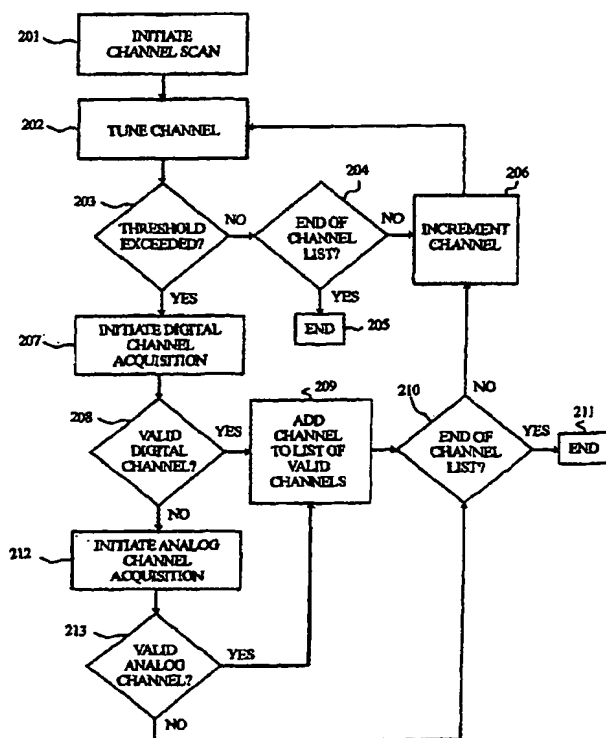 201
INITIATE
CHANNEL SCAN
202
TUNE CHANNEL
203
THRESHOLD
EXCEEDED?
NO
YES
204
END OF
CHANNEL
LIST?
NO
YES
END
205
206
INCREMENT
CHANNEL
207
INITIATE DIGITAL
CHANNEL
ACQUISITION
208
VALID
DIGITAL
CHANNEL?
YES
NO
209
ADD
CHANNEL
TO LIST OF
VALID
CHANNELS
210
END OF
CHANNEL
LIST?
NO
YES
211
END
212
INITIATE ANALOG
CHANNEL
ACQUISITION
213
VALID
ANALOG
CHANNEL?
YES
NO